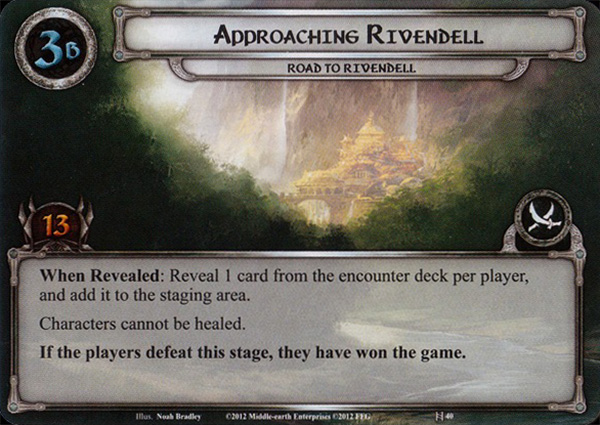 3B
APPROACHING RIVENDELL
ROAD TO RIVENDELL
13
When Revealed: Reveal 1 card from the encounter deck per player,
and add it to the staging area.
Characters cannot be healed.
If the players defeat this stage, they have won the game.
Illus. Noah Bradley ©2012 Middle-earth Enterprises ©2012 FFG 40